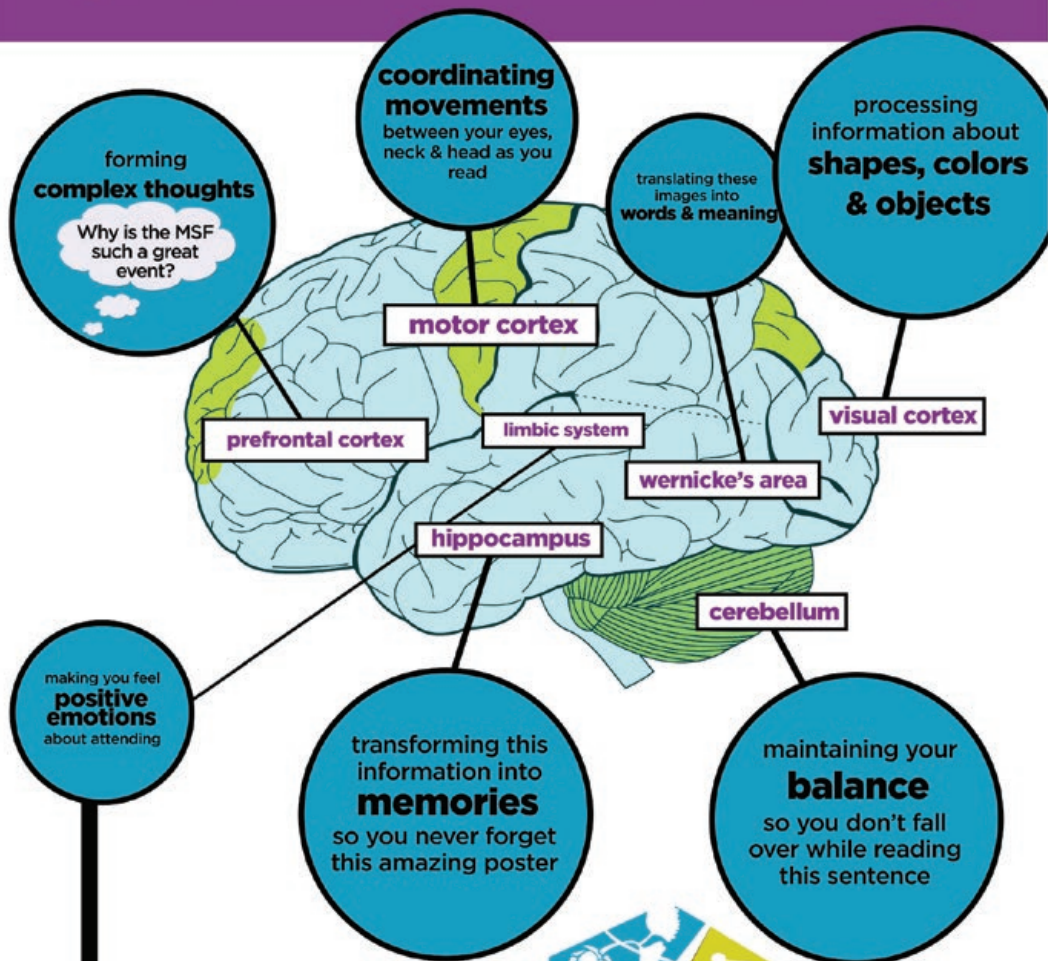 coordinating
movements
between your eyes,
neck & head as you
read
forming
complex thoughts
Why is the MSF
such a great
event?
translating these
images into
words & meaning
processing
information about
shapes, colors
& objects
motor cortex
prefrontal cortex
limbic system
visual cortex
wernicke's area
hippocampus
cerebellum
making you feel
positive
emotions
about attending
transforming this
information into
memories
so you never forget
this amazing poster
maintaining your
balance
so you don't fall
over while reading
this sentence